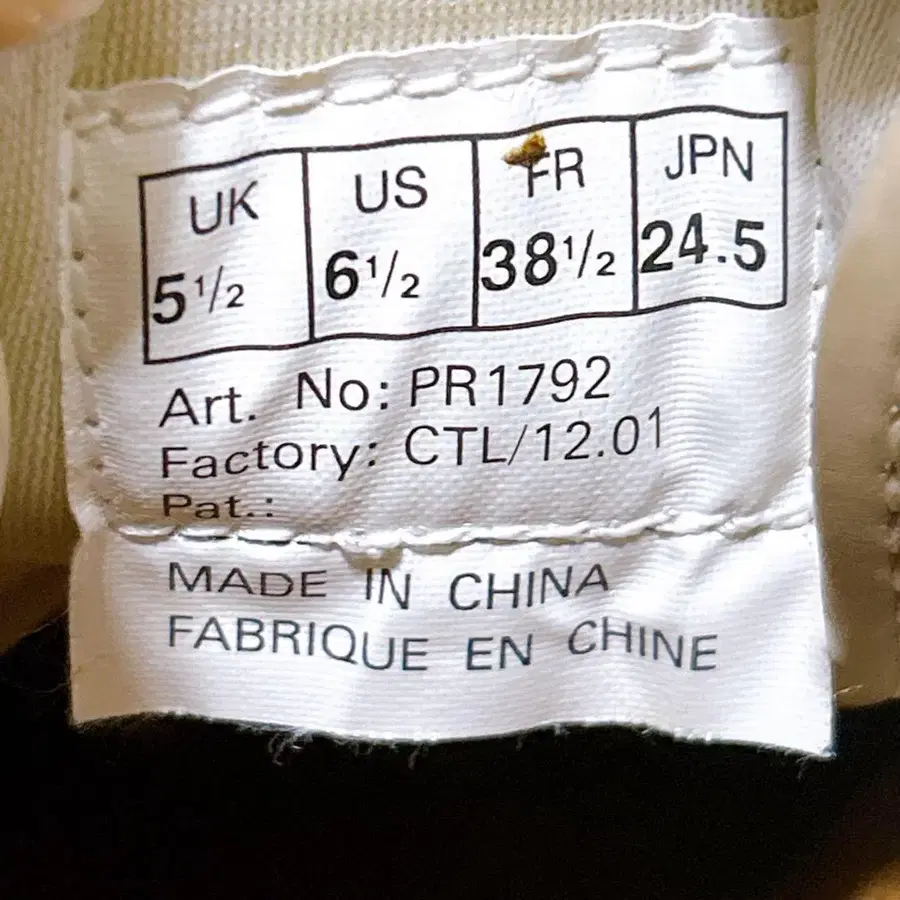 UK US FR JPN
5 1/2 6 1/2 38 1/2 24.5
Art. No: PR1792
Factory: CTL/12.01
Pat.:
MADE IN CHINA
FABRIQUE EN CHINE